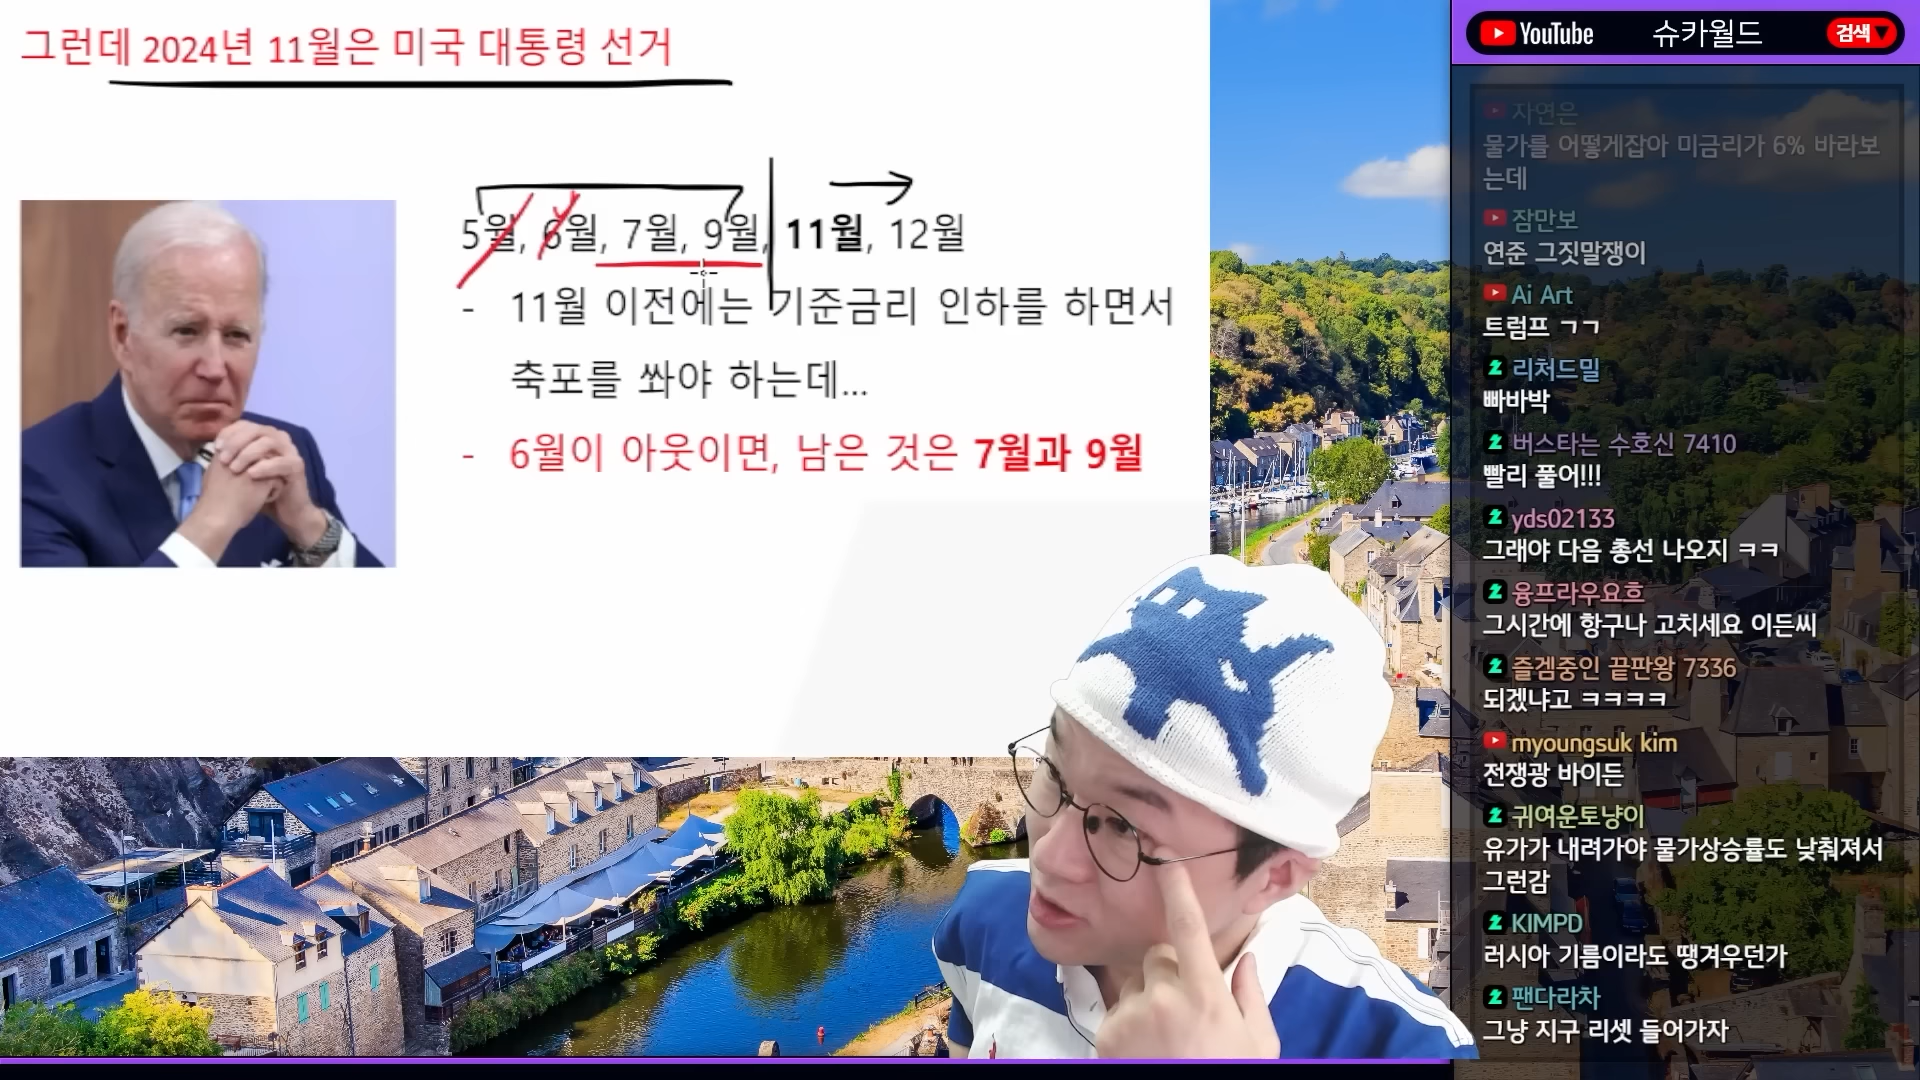 그런데 2024년 11월은 미국 대통령 선거
5월, 6월, 7월, 9월, 11월, 12월
- 11월 이전에는 기준금리 인하를 하면서
축포를 쏴야 하는데...
- 6월이 아웃이면, 남은 것은 7월과 9월
YouTube 슈카월드 검색
자연은
물가를 어떻게잡아 미금리가 6% 바라보
는데
잠만보
연준 그짓말쟁이
Ai Art
트럼프 ㄱㄱ
리처드밀
빠바박
버스타는 수호신 7410
빨리 풀어!!!
yds02133
그래야 다음 총선 나오지 ㅋㅋ
융프라우요흐
그시간에 항구나 고치세요 이든씨
즐겜중인 끝판왕 7336
되겠냐고 ㅋㅋㅋㅋ
myoungsuk kim
전쟁광 바이든
귀여운토냥이
유가가 내려가야 물가상승률도 낮춰져서
그런감
KIMPD
러시아 기름이라도 땡겨우던가
팬다라차
그냥 지구 리셋 들어가자